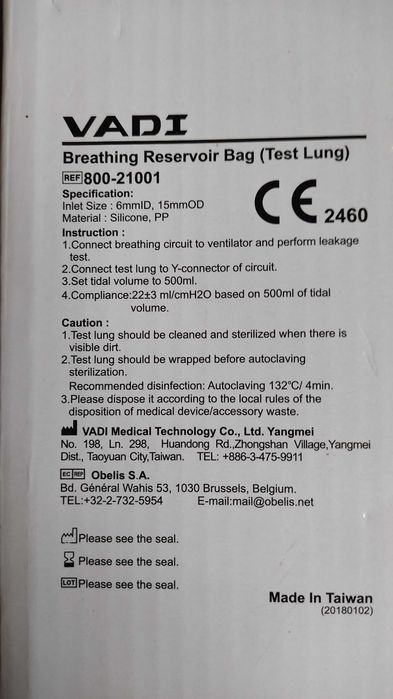 VADI
Breathing Reservoir Bag (Test Lung)
REF 800-21001
Specification:
Inlet Size : 6mmID, 15mmOD
Material : Silicone, PP
CE 2460
Instruction :
1.Connect breathing circuit to ventilator and perform leakage
test.
2.Connect test lung to Y-connector of circuit.
3.Set tidal volume to 500ml.
4.Compliance:22±3 ml/cmH2O based on 500ml of tidal
volume.
Caution :
1.Test lung should be cleaned and sterilized when there is
visible dirt.
2.Test lung should be wrapped before autoclaving
sterilization.
Recommended disinfection: Autoclaving 132℃/ 4min.
3.Please dispose it according to the local rules of the
disposition of medical device/accessory waste.
VADI Medical Technology Co., Ltd. Yangmei
No. 198, Ln. 298, Huandong Rd.,Zhongshan Village,Yangmei
Dist., Taoyuan City,Taiwan. TEL: +886-3-475-9911
EC REP Obelis S.A.
Bd. Général Wahis 53, 1030 Brussels, Belgium.
TEL:+32-2-732-5954 E-mail:mail@obelis.net
Please see the seal.
Please see the seal.
LOT Please see the seal.
Made In Taiwan
(20180102)